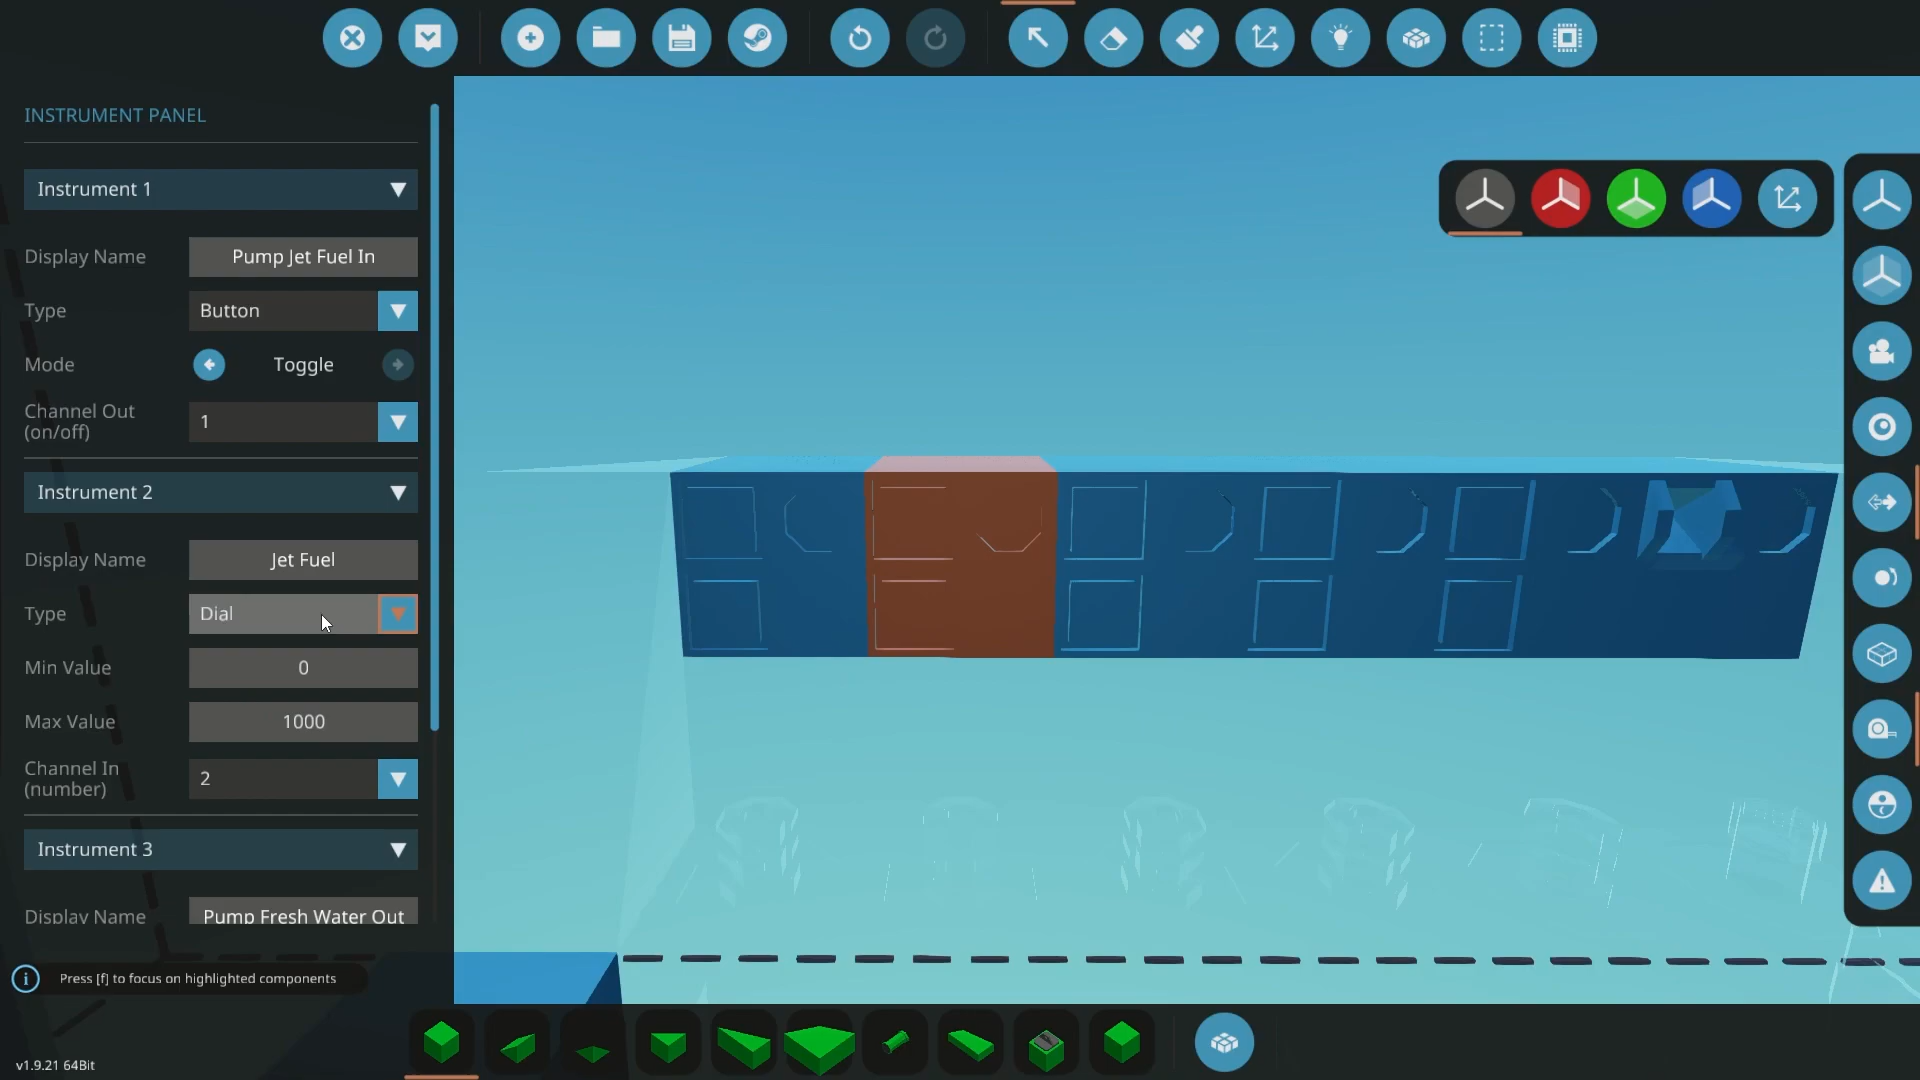 INSTRUMENT PANEL
Instrument 1
Display Name
Pump Jet Fuel In
Type
Button
Mode
Toggle
Channel Out
(on/off)
1
Instrument 2
Display Name
Jet Fuel
Type
Dial
Min Value
0
Max Value
1000
Channel In
(number)
2
Instrument 3
Display Name
Pump Fresh Water Out
Press [f] to focus on highlighted components
v1.9.21 64Bit